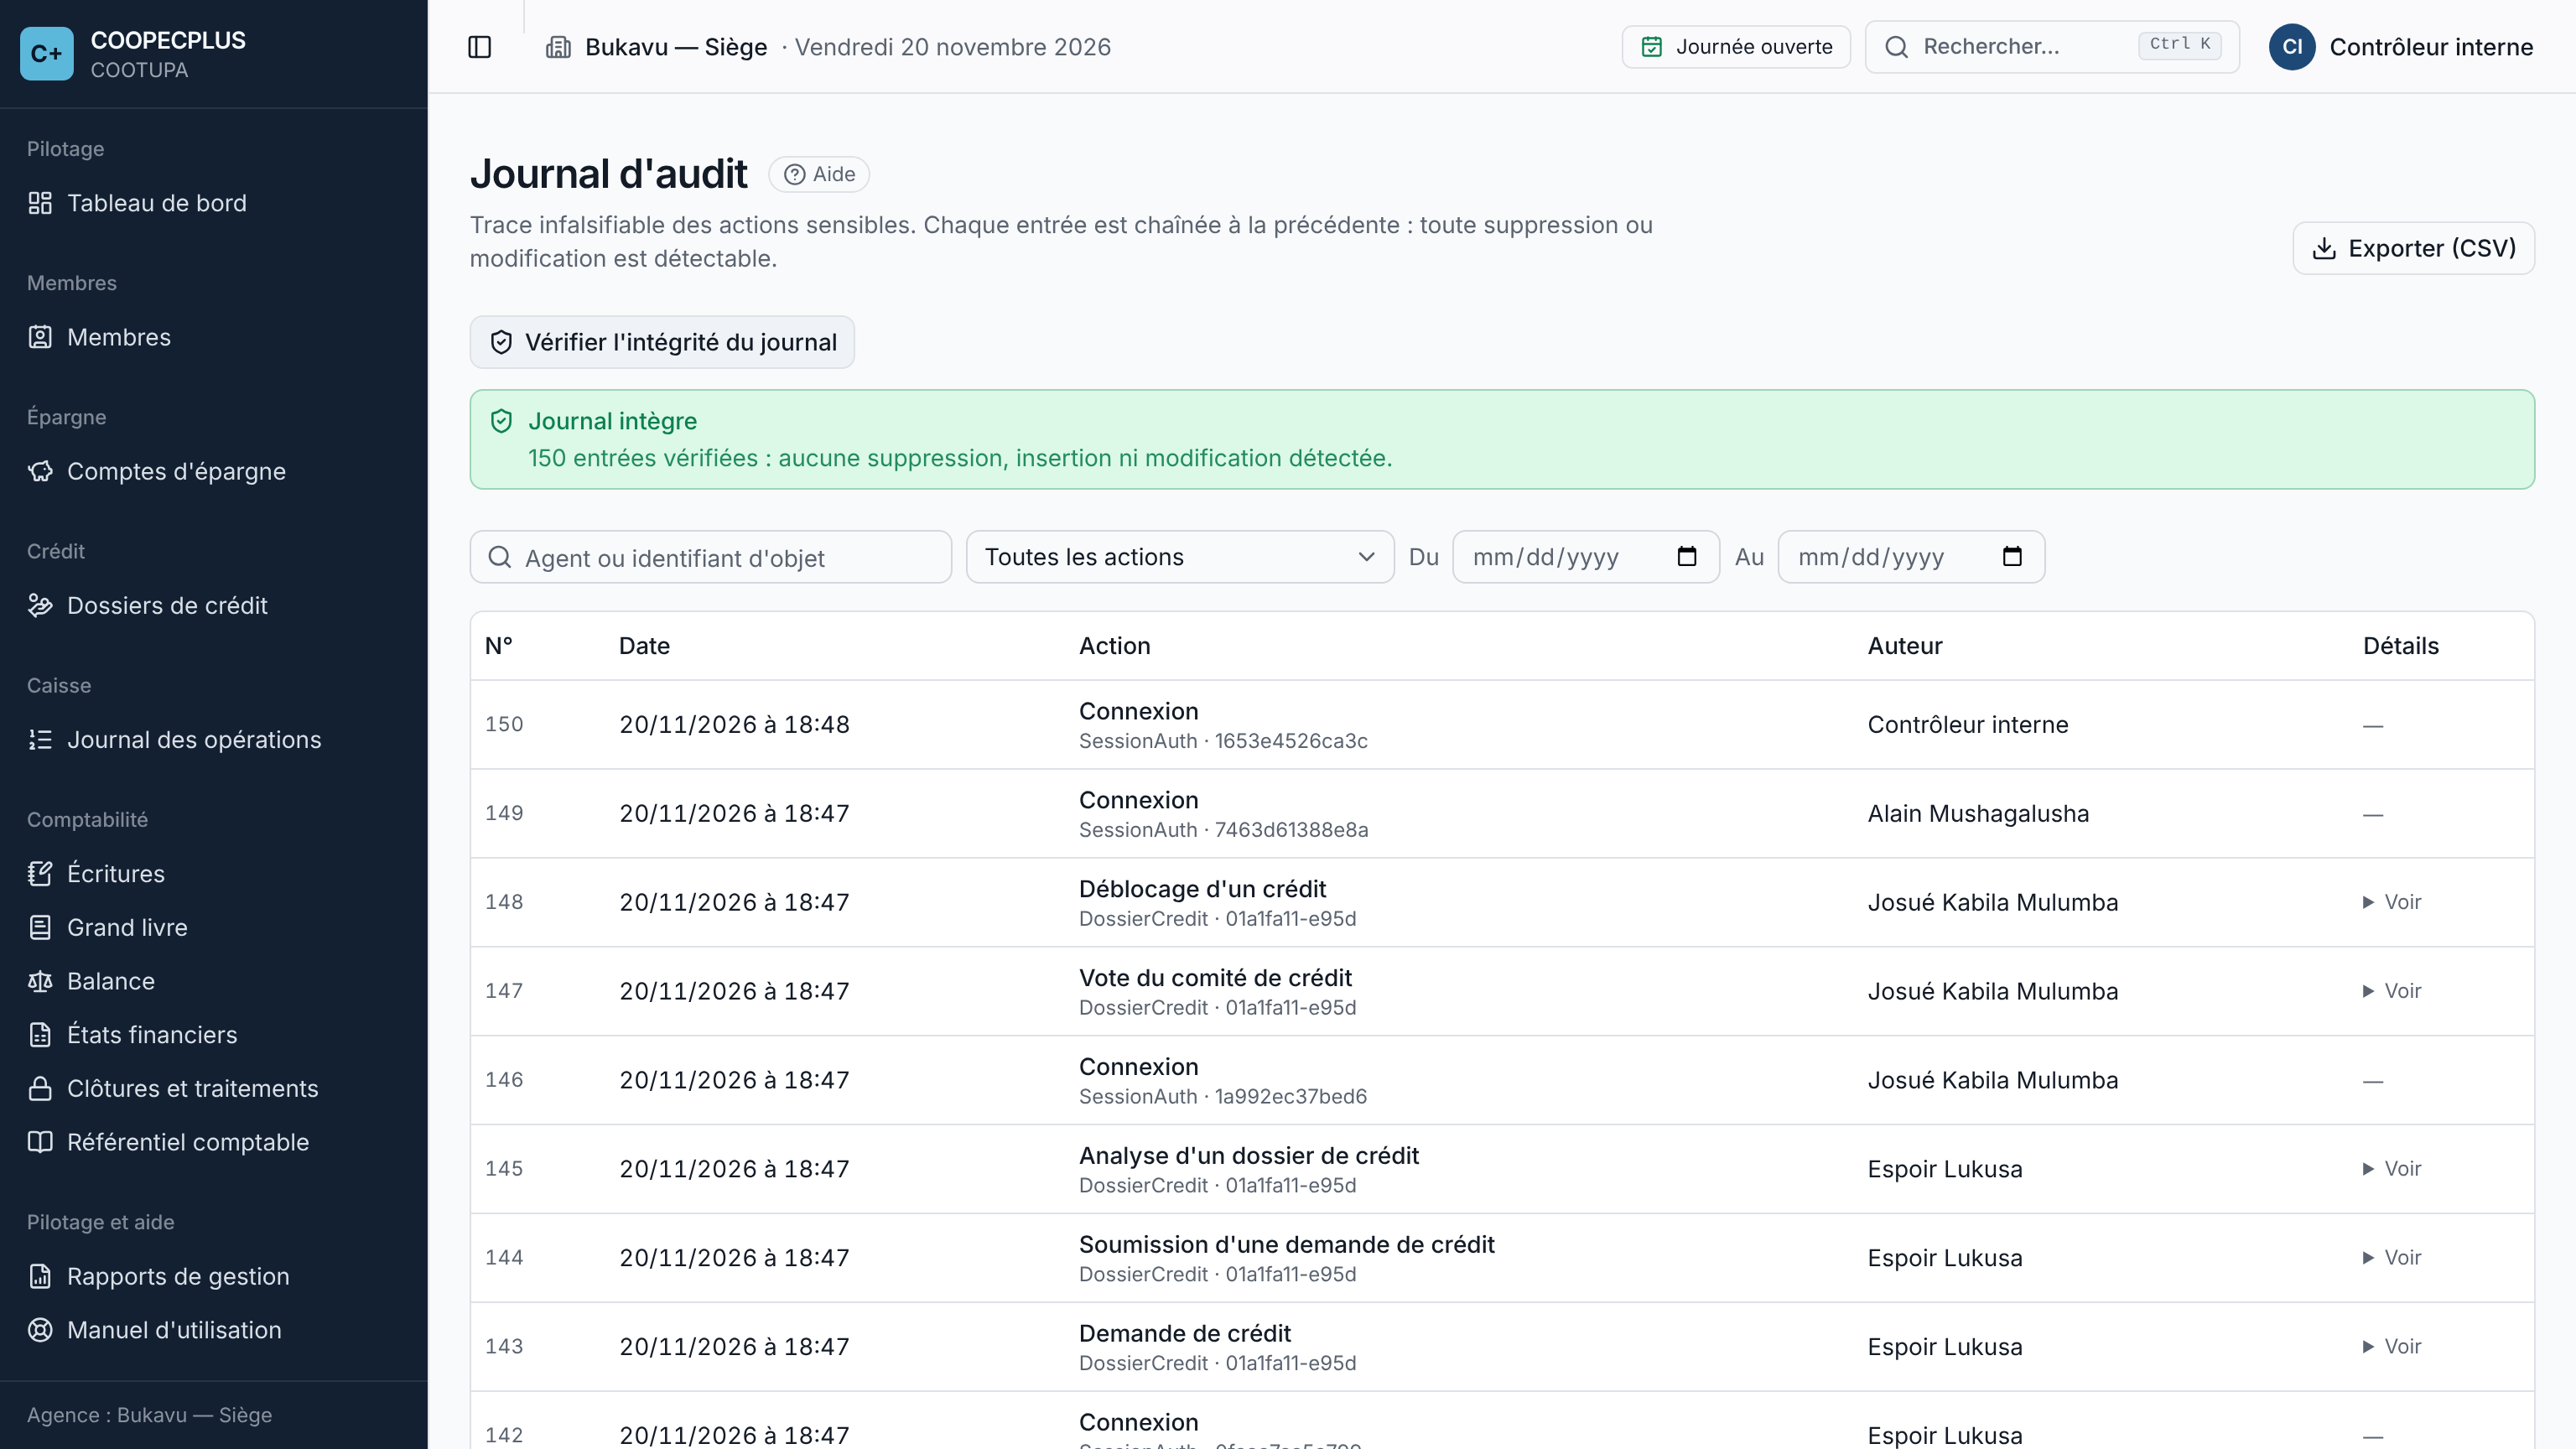 C+
COOPECPLUS
COOTUPA
Bukavu — Siège · Vendredi 20 novembre 2026
Journée ouverte
Rechercher...
Ctrl K
CI
Contrôleur interne
Pilotage
Tableau de bord
Membres
Membres
Épargne
Comptes d'épargne
Crédit
Dossiers de crédit
Caisse
Journal des opérations
Comptabilité
Écritures
Grand livre
Balance
États financiers
Clôtures et traitements
Référentiel comptable
Pilotage et aide
Rapports de gestion
Manuel d'utilisation
Agence : Bukavu — Siège
Journal d'audit
Aide
Trace infalsifiable des actions sensibles. Chaque entrée est chaînée à la précédente : toute suppression ou
modification est détectable.
Exporter (CSV)
Vérifier l'intégrité du journal
Journal intègre
150 entrées vérifiées : aucune suppression, insertion ni modification détectée.
Agent ou identifiant d'objet
Toutes les actions
Du
mm/dd/yyyy
Au
mm/dd/yyyy
N° Date Action Auteur Détails
150 20/11/2026 à 18:48 Connexion Contrôleur interne —
SessionAuth · 1653e4526ca3c
149 20/11/2026 à 18:47 Connexion Alain Mushagalusha —
SessionAuth · 7463d61388e8a
148 20/11/2026 à 18:47 Déblocage d'un crédit Josué Kabila Mulumba Voir
DossierCredit · 01a1fa11-e95d
147 20/11/2026 à 18:47 Vote du comité de crédit Josué Kabila Mulumba Voir
DossierCredit · 01a1fa11-e95d
146 20/11/2026 à 18:47 Connexion Josué Kabila Mulumba —
SessionAuth · 1a992ec37bed6
145 20/11/2026 à 18:47 Analyse d'un dossier de crédit Espoir Lukusa Voir
DossierCredit · 01a1fa11-e95d
144 20/11/2026 à 18:47 Soumission d'une demande de crédit Espoir Lukusa Voir
DossierCredit · 01a1fa11-e95d
143 20/11/2026 à 18:47 Demande de crédit Espoir Lukusa Voir
DossierCredit · 01a1fa11-e95d
142 20/11/2026 à 18:47 Connexion Espoir Lukusa —